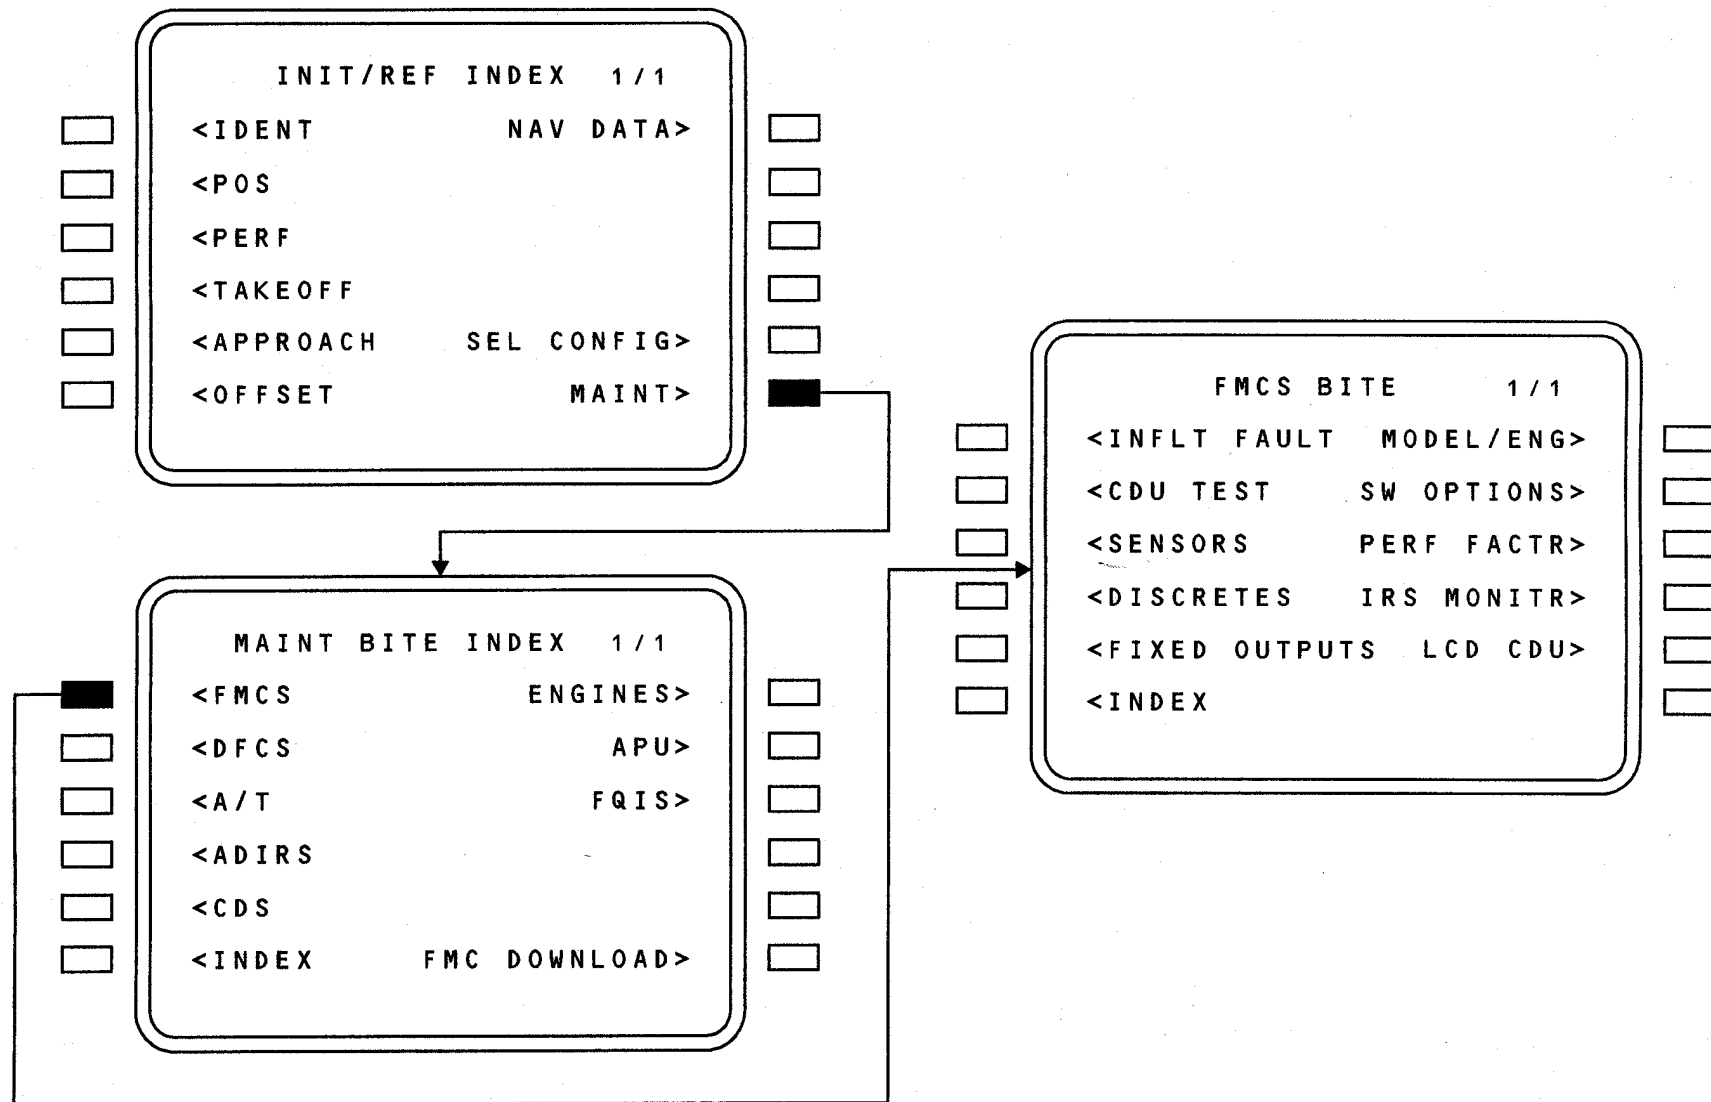 INIT/REF INDEX 1/1
<IDENT NAV DATA>
<POS
<PERF
<TAKEOFF
<APPROACH SEL CONFIG>
<OFFSET MAINT>
MAINT BITE INDEX 1/1
<FMCS ENGINES>
<DFCS APU>
<A/T FQIS>
<ADIRS
<CDS
<INDEX FMC DOWNLOAD>
FMCS BITE 1/1
<INFLT FAULT MODEL/ENG>
<CDU TEST SW OPTIONS>
<SENSORS PERF FACTR>
<DISCRETES IRS MONITR>
<FIXED OUTPUTS LCD CDU>
<INDEX